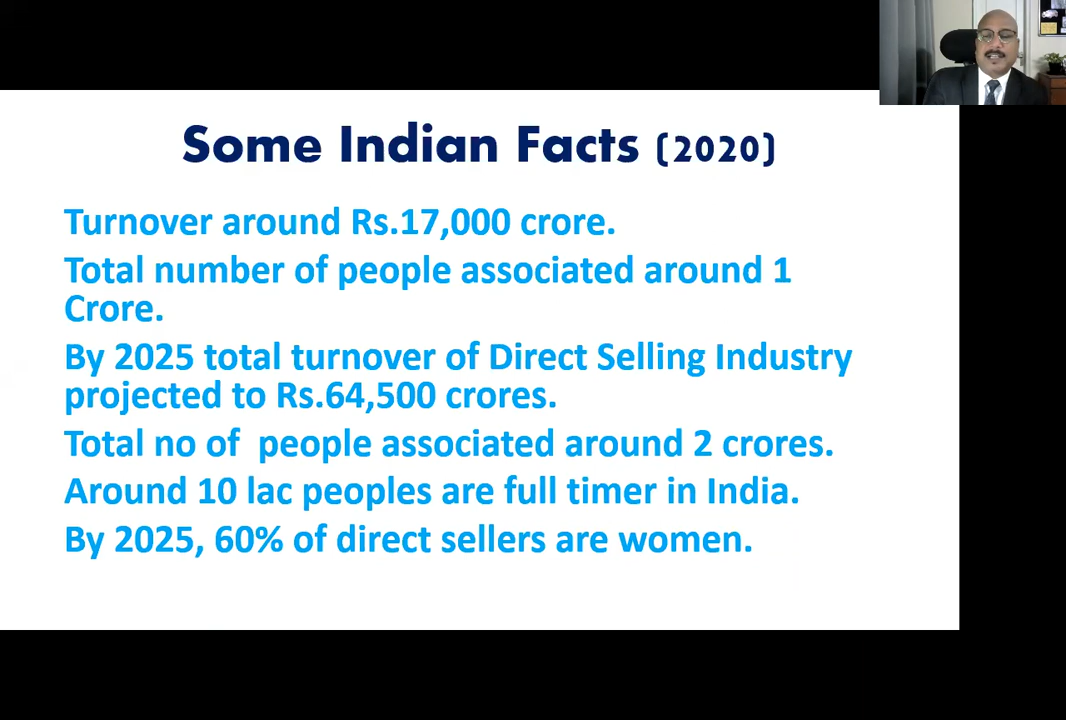 Some Indian Facts (2020)
Turnover around Rs.17,000 crore.
Total number of people associated around 1
Crore.
By 2025 total turnover of Direct Selling Industry
projected to Rs.64,500 crores.
Total no of  people associated around 2 crores.
Around 10 lac peoples are full timer in India.
By 2025, 60% of direct sellers are women.